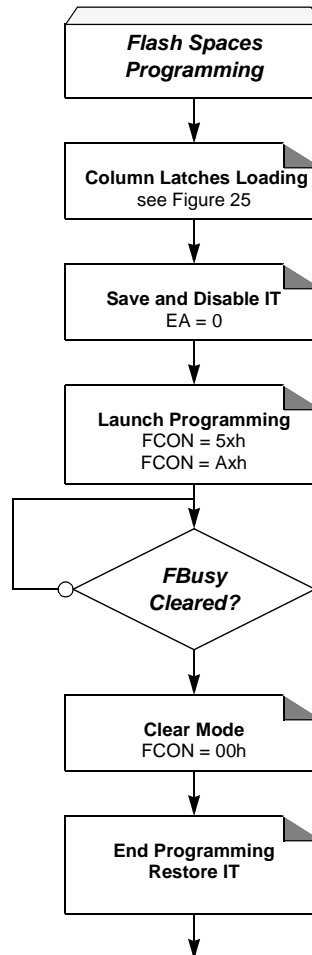 Flash Spaces
Programming
Column Latches Loading
see Figure 25
Save and Disable IT
EA = 0
Launch Programming
FCON = 5xh
FCON = Axh
FBusy
Cleared?
Clear Mode
FCON = 00h
End Programming
Restore IT